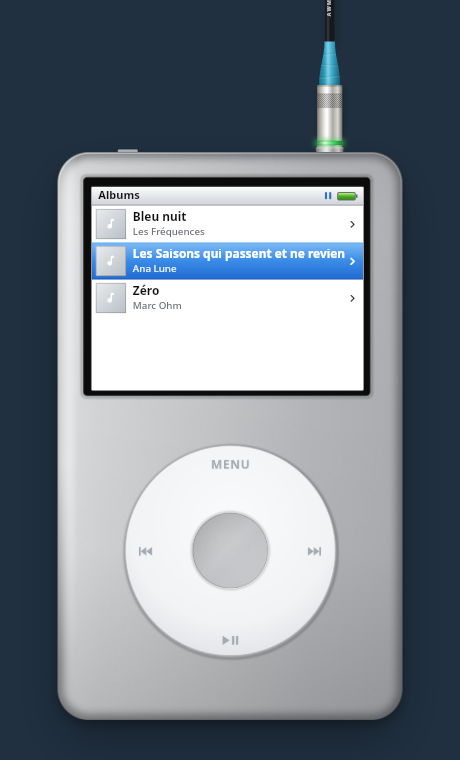 Albums
Bleu nuit
Les Fréquences
Les Saisons qui passent et ne revien
Ana Lune
Zéro
Marc Ohm
MENU